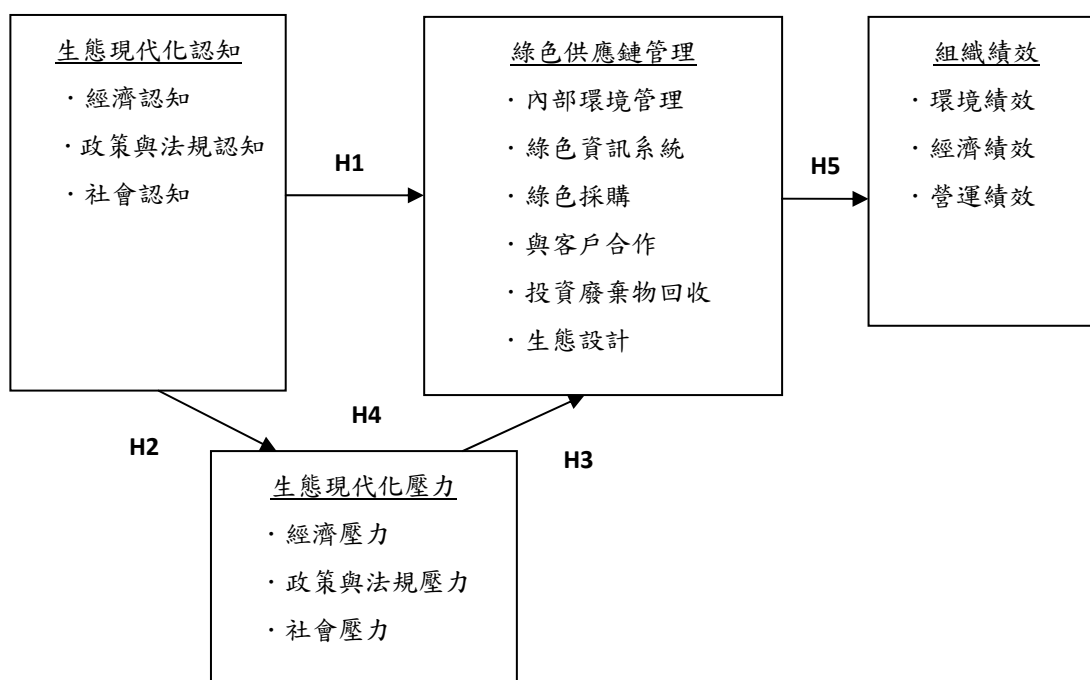 生態現代化認知
·經濟認知
·政策與法規認知
·社會認知
H1
綠色供應鏈管理
·內部環境管理
·綠色資訊系統
·綠色採購
·與客戶合作
·投資廢棄物回收
·生態設計
H5
組織績效
·環境績效
·經濟績效
·營運績效
H2
H4
H3
生態現代化壓力
·經濟壓力
·政策與法規壓力
·社會壓力